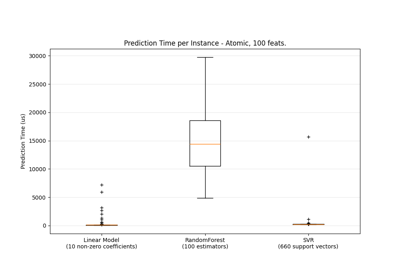 Prediction Time per Instance - Atomic, 100 feats.
Prediction Time (us)
30000
25000
20000
15000
10000
5000
0
Linear Model
(10 non-zero coefficients)
RandomForest
(100 estimators)
SVR
(660 support vectors)